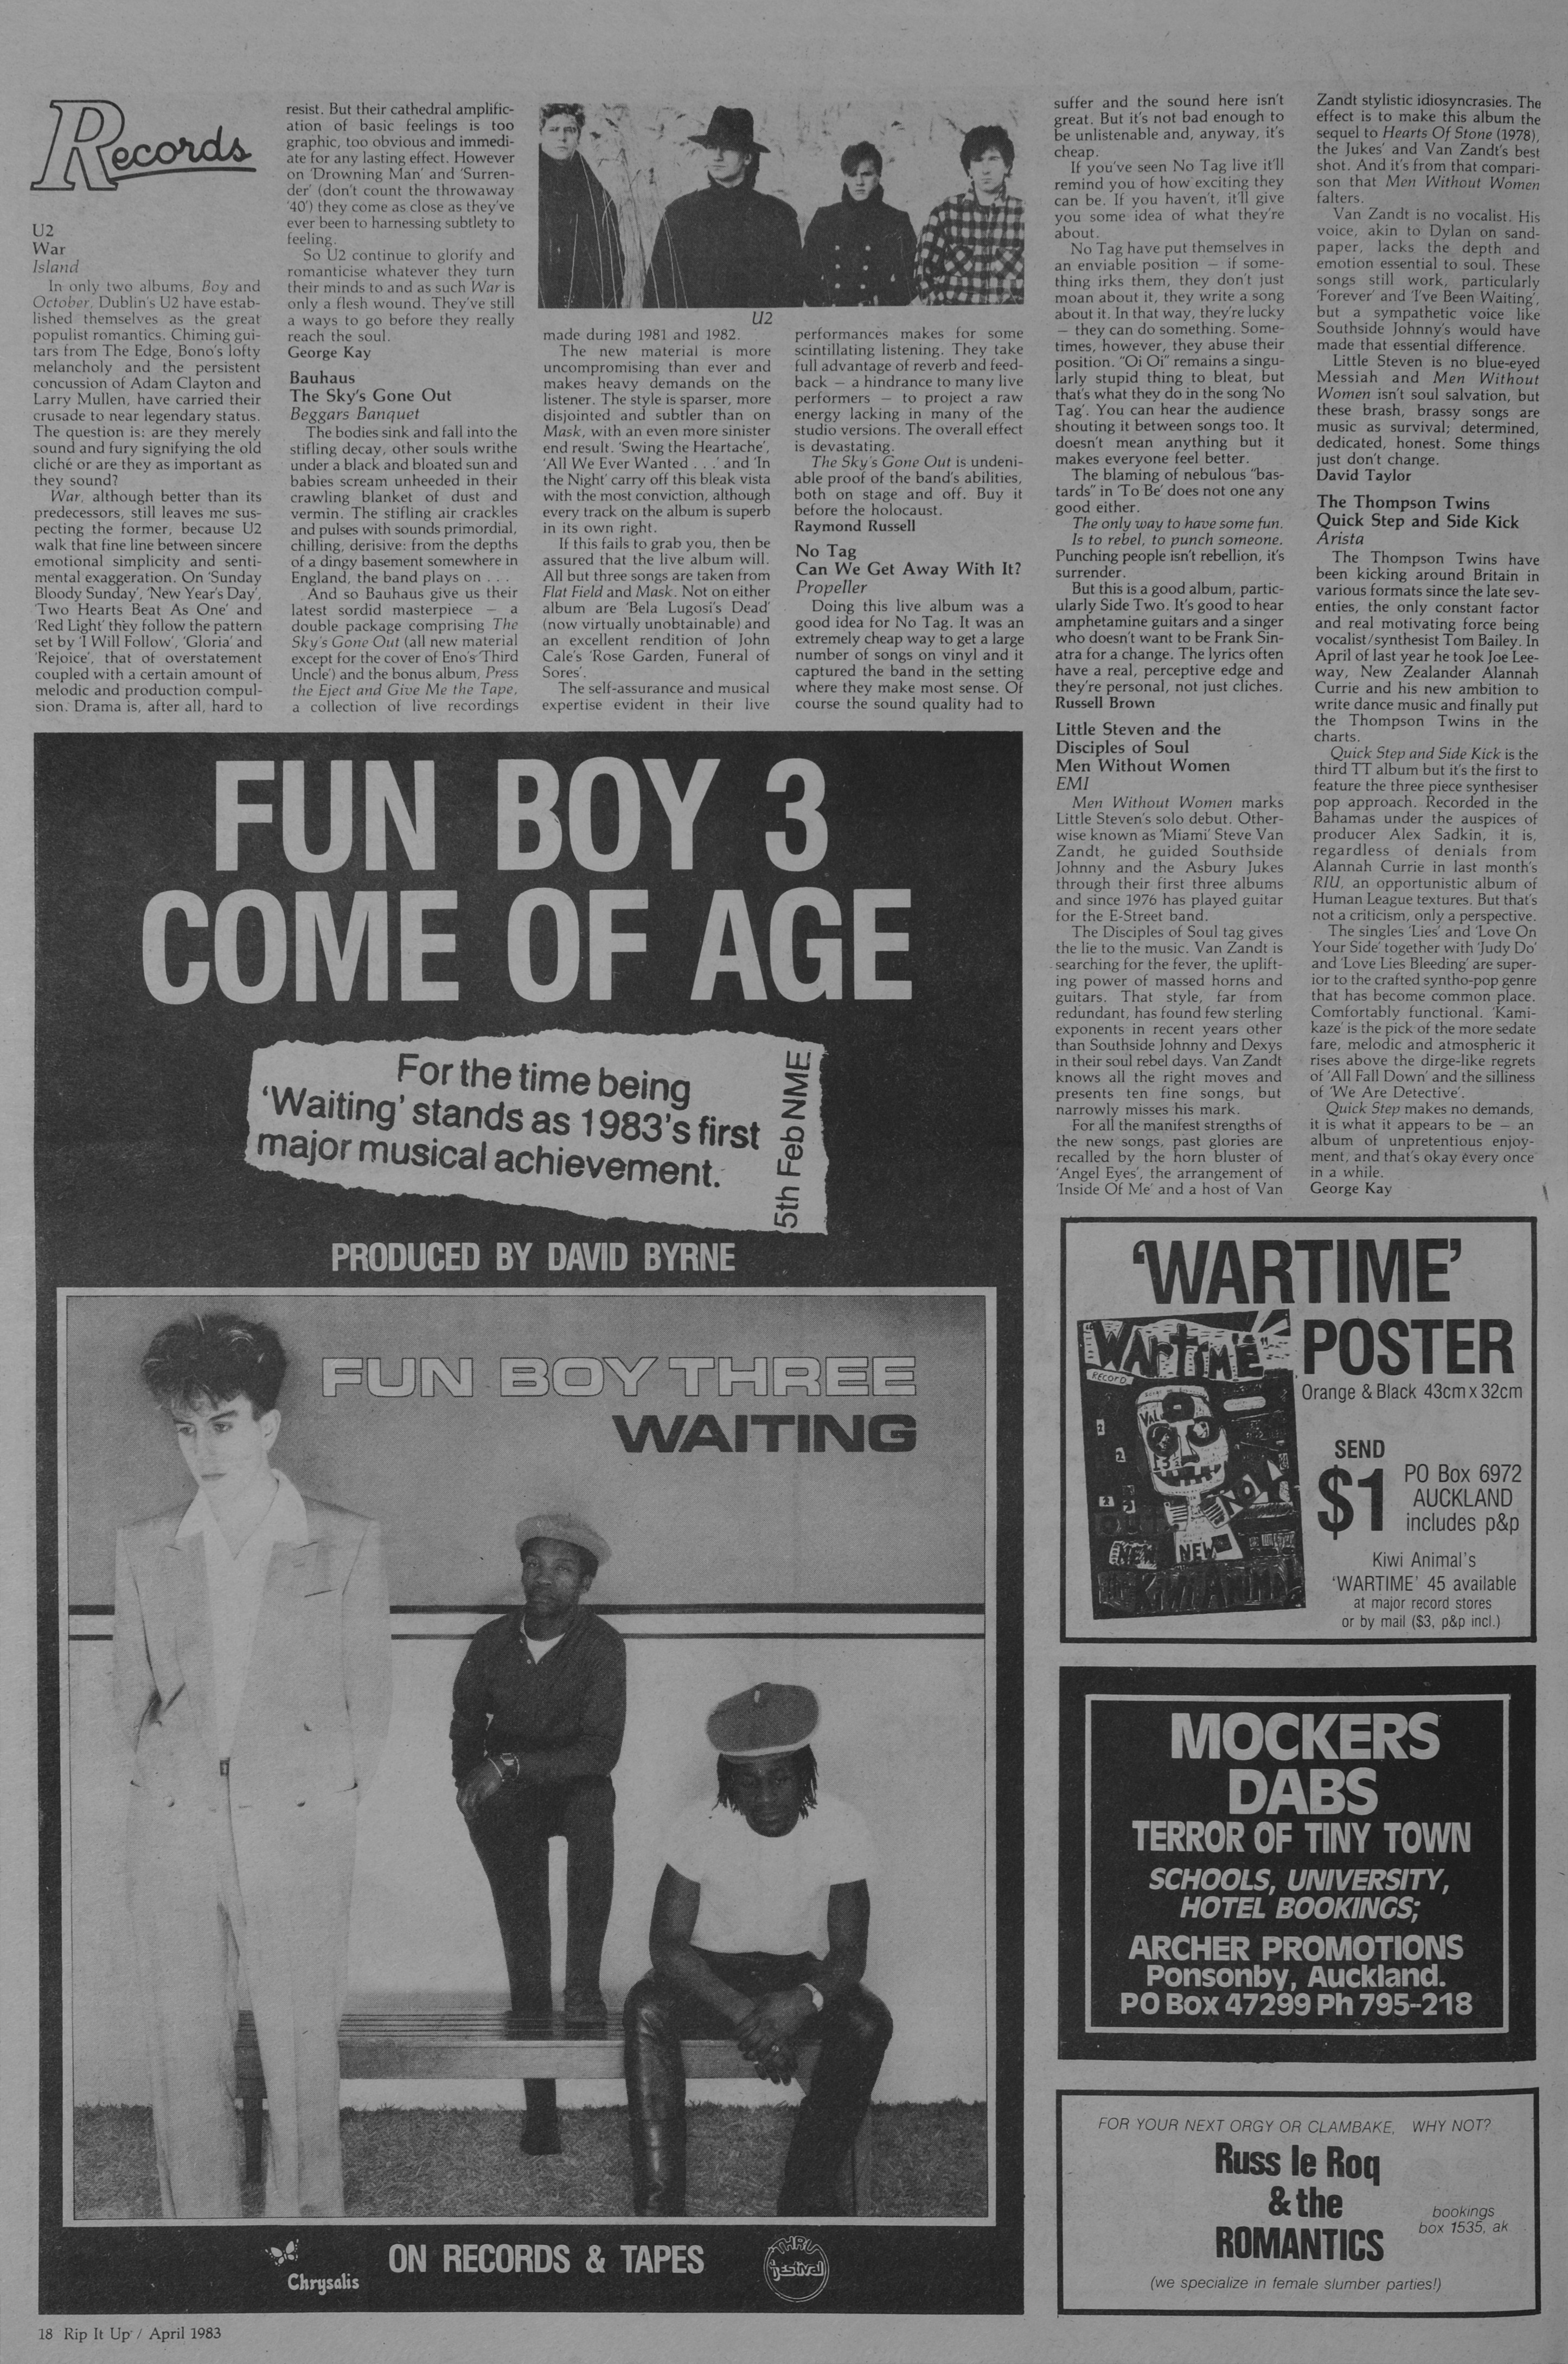 Records
U2
War
Island
In only two albums, Boy and
October, Dublin's U2 have estab-
lished themselves as the great
populist romantics. Chiming gui-
tars from The Edge, Bono's lofty
melancholy and the persistent
concussion of Adam Clayton and
Larry Mullen, have carried their
crusade to near legendary status.
The question is: are they merely
sound and fury signifying the old
cliché or are they as important as
they sound?
War, although better than its
predecessors, still leaves me sus-
pecting the former, because U2
walk that fine line between sincere
emotional simplicity and senti-
mental exaggeration. On 'Sunday
Bloody Sunday', 'New Year's Day',
'Two Hearts Beat As One' and
'Red Light' they follow the pattern
set by 'I Will Follow', 'Gloria' and
'Rejoice', that of overstatement
coupled with a certain amount of
melodic and production compul-
sion. Drama is, after all, hard to
resist. But their cathedral amplific-
ation of basic feelings is too
graphic, too obvious and immedi-
ate for any lasting effect. However
on 'Drowning Man' and 'Surren-
der' (don't count the throwaway
'40') they come as close as they've
ever been to harnessing subtlety to
feeling.
So U2 continue to glorify and
romanticise whatever they turn
their minds to and as such War is
only a flesh wound. They've still
a ways to go before they really
reach the soul.
George Kay
Bauhaus
The Sky's Gone Out
Beggars Banquet
The bodies sink and fall into the
stifling decay, other souls writhe
under a black and bloated sun and
babies scream unheeded in their
crawling blanket of dust and
vermin. The stifling air crackles
and pulses with sounds primordial,
chilling, derisive: from the depths
of a dingy basement somewhere in
England, the band plays on . . .
And so Bauhaus give us their
latest sordid masterpiece — a
double package comprising The
Sky's Gone Out (all new material
except for the cover of Eno's 'Third
Uncle') and the bonus album, Press
the Eject and Give Me the Tape,
a collection of live recordings
U2
made during 1981 and 1982.
The new material is more
uncompromising than ever and
makes heavy demands on the
listener. The style is sparser, more
disjointed and subtler than on
Mask, with an even more sinister
end result. 'Swing the Heartache',
'All We Ever Wanted . . .' and 'In
the Night' carry off this bleak vista
with the most conviction, although
every track on the album is superb
in its own right.
If this fails to grab you, then be
assured that the live album will.
All but three songs are taken from
Flat Field and Mask. Not on either
album are 'Bela Lugosi's Dead'
(now virtually unobtainable) and
an excellent rendition of John
Cale's 'Rose Garden, Funeral of
Sores'.
The self-assurance and musical
expertise evident in their live
performances makes for some
scintillating listening. They take
full advantage of reverb and feed-
back — a hindrance to many live
performers — to project a raw
energy lacking in many of the
studio versions. The overall effect
is devastating.
The Sky's Gone Out is undeni-
able proof of the band's abilities,
both on stage and off. Buy it
before the holocaust.
Raymond Russell
No Tag
Can We Get Away With It?
Propeller
Doing this live album was a
good idea for No Tag. It was an
extremely cheap way to get a large
number of songs on vinyl and it
captured the band in the setting
where they make most sense. Of
course the sound quality had to
suffer and the sound here isn't
great. But it's not bad enough to
be unlistenable and, anyway, it's
cheap.
If you've seen No Tag live it'll
remind you of how exciting they
can be. If you haven't, it'll give
you some idea of what they're
about.
No Tag have put themselves in
an enviable position — if some-
thing irks them, they don't just
moan about it, they write a song
about it. In that way, they're lucky
— they can do something. Some-
times, however, they abuse their
position. "Oi Oi" remains a singu-
larly stupid thing to bleat, but
that's what they do in the song 'No
Tag'. You can hear the audience
shouting it between songs too. It
doesn't mean anything but it
makes everyone feel better.
The blaming of nebulous "bas-
tards" in 'To Be' does not one any
good either.
The only way to have some fun.
Is to rebel, to punch someone.
Punching people isn't rebellion, it's
surrender.
But this is a good album, partic-
ularly Side Two. It's good to hear
amphetamine guitars and a singer
who doesn't want to be Frank Sin-
atra for a change. The lyrics often
have a real, perceptive edge and
they're personal, not just cliches.
Russell Brown
Little Steven and the
Disciples of Soul
Men Without Women
EMI
Men Without Women marks
Little Steven's solo debut. Other-
wise known as 'Miami' Steve Van
Zandt, he guided Southside
Johnny and the Asbury Jukes
through their first three albums
and since 1976 has played guitar
for the E-Street band.
The Disciples of Soul tag gives
the lie to the music. Van Zandt is
searching for the fever, the uplift-
ing power of massed horns and
guitars. That style, far from
redundant, has found few sterling
exponents in recent years other
than Southside Johnny and Dexys
in their soul rebel days. Van Zandt
knows all the right moves and
presents ten fine songs, but
narrowly misses his mark.
For all the manifest strengths of
the new songs, past glories are
recalled by the horn bluster of
'Angel Eyes', the arrangement of
'Inside Of Me' and a host of Van
Zandt stylistic idiosyncrasies. The
effect is to make this album the
sequel to Hearts Of Stone (1978),
the Jukes' and Van Zandt's best
shot. And it's from that compari-
son that Men Without Women
falters.
Van Zandt is no vocalist. His
voice, akin to Dylan on sand-
paper, lacks the depth and
emotion essential to soul. These
songs still work, particularly
'Forever' and 'I've Been Waiting',
but a sympathetic voice like
Southside Johnny's would have
made that essential difference.
Little Steven is no blue-eyed
Messiah and Men Without
Women isn't soul salvation, but
these brash, brassy songs are
music as survival; determined,
dedicated, honest. Some things
just don't change.
David Taylor
The Thompson Twins
Quick Step and Side Kick
Arista
The Thompson Twins have
been kicking around Britain in
various formats since the late sev-
enties, the only constant factor
and real motivating force being
vocalist/synthesist Tom Bailey. In
April of last year he took Joe Lee-
way, New Zealander Alannah
Currie and his new ambition to
write dance music and finally put
the Thompson Twins in the
charts.
Quick Step and Side Kick is the
third TT album but it's the first to
feature the three piece synthesiser
pop approach. Recorded in the
Bahamas under the auspices of
producer Alex Sadkin, it is,
regardless of denials from
Alannah Currie in last month's
RIU, an opportunistic album of
Human League textures. But that's
not a criticism, only a perspective.
The singles 'Lies' and 'Love On
Your Side' together with 'Judy Do'
and 'Love Lies Bleeding' are super-
ior to the crafted syntho-pop genre
that has become common place.
Comfortably functional. 'Kami-
kaze' is the pick of the more sedate
fare, melodic and atmospheric it
rises above the dirge-like regrets
of 'All Fall Down' and the silliness
of 'We Are Detective'.
Quick Step makes no demands,
it is what it appears to be — an
album of unpretentious enjoy-
ment, and that's okay every once
in a while.
George Kay
FUN BOY 3
COME OF AGE
For the time being
'Waiting' stands as 1983's first
major musical achievement.
5th Feb NME
PRODUCED BY DAVID BYRNE
FUN BOY THREE
WAITING
Chrysalis
ON RECORDS & TAPES
THRU
Festival
'WARTIME'
POSTER
Orange & Black 43cm x 32cm
WARTIME
RECORD
NEW NEW
KIWI ANIMAL
SEND
$1
PO Box 6972
AUCKLAND
includes p&p
Kiwi Animal's
'WARTIME' 45 available
at major record stores
or by mail ($3, p&p incl.)
MOCKERS
DABS
TERROR OF TINY TOWN
SCHOOLS, UNIVERSITY,
HOTEL BOOKINGS;
ARCHER PROMOTIONS
Ponsonby, Auckland.
PO Box 47299 Ph 795-218
FOR YOUR NEXT ORGY OR CLAMBAKE, WHY NOT?
Russ le Roq
& the
ROMANTICS
bookings
box 1535, ak
(we specialize in female slumber parties!)
18 Rip It Up / April 1983